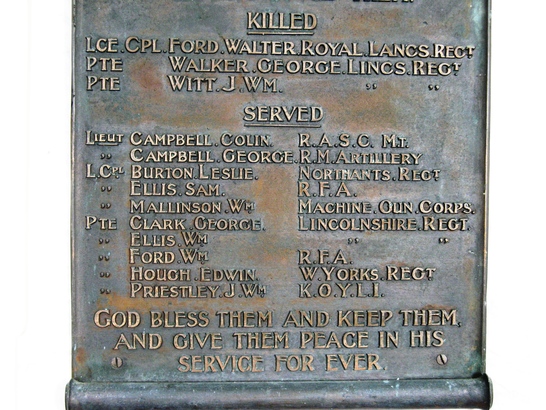 KILLED
LCE. CPL. FORD. WALTER. ROYAL. LANCS. REGT
PTE WALKER. GEORGE. LINCS. REGT
PTE WITT. J. WM. " "
SERVED
LIEUT CAMPBELL. COLIN. R.A.S.C. MT.
" CAMPBELL. GEORGE. R.M. ARTILLERY
L.CPL BURTON LESLIE. NORTHANTS. REGT
" ELLIS. SAM. R.F.A.
" MALLINSON. WM MACHINE. GUN. CORPS.
PTE CLARK. GEORGE. LINCOLNSHIRE. REGT.
" ELLIS. WM " "
" FORD. WM R.F.A.
" HOUGH. EDWIN. W. YORKS. REGT
" PRIESTLEY. J. WM K.O.Y.L.I.
GOD BLESS THEM AND KEEP THEM,
AND GIVE THEM PEACE IN HIS
SERVICE FOR EVER.